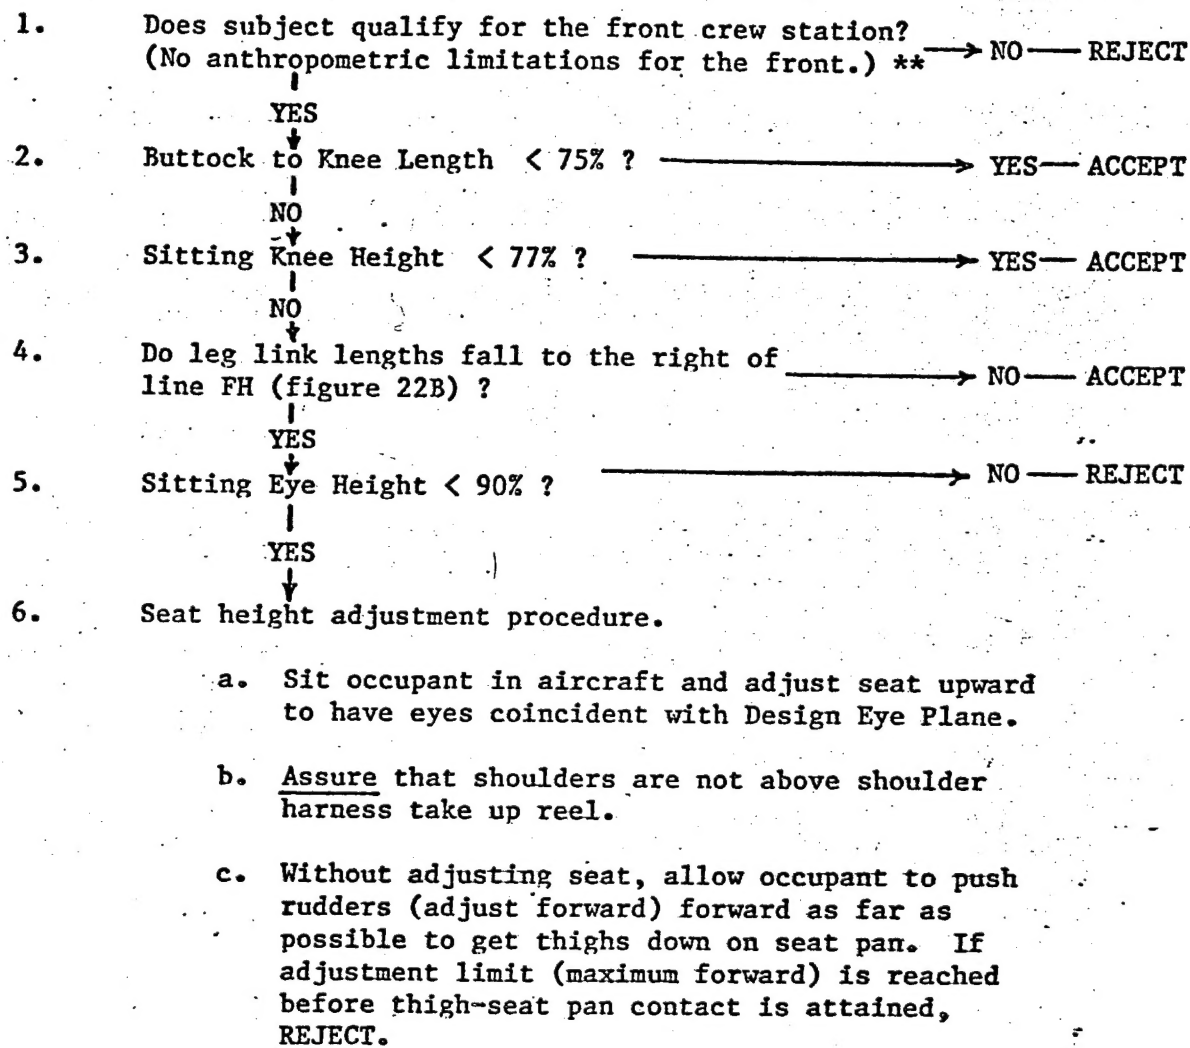 1. Does subject qualify for the front crew station?
(No anthropometric limitations for the front.) ** NO REJECT
YES
2. Buttock to Knee Length < 75% ? YES ACCEPT
NO
3. Sitting Knee Height < 77% ? YES ACCEPT
NO
4. Do leg link lengths fall to the right of
line FH (figure 22B) ? NO ACCEPT
YES
5. Sitting Eye Height < 90% ? NO REJECT
YES
6. Seat height adjustment procedure.
a. Sit occupant in aircraft and adjust seat upward
to have eyes coincident with Design Eye Plane.
b. Assure that shoulders are not above shoulder
harness take up reel.
c. Without adjusting seat, allow occupant to push
rudders (adjust forward) forward as far as
possible to get thighs down on seat pan. If
adjustment limit (maximum forward) is reached
before thigh-seat pan contact is attained,
REJECT.